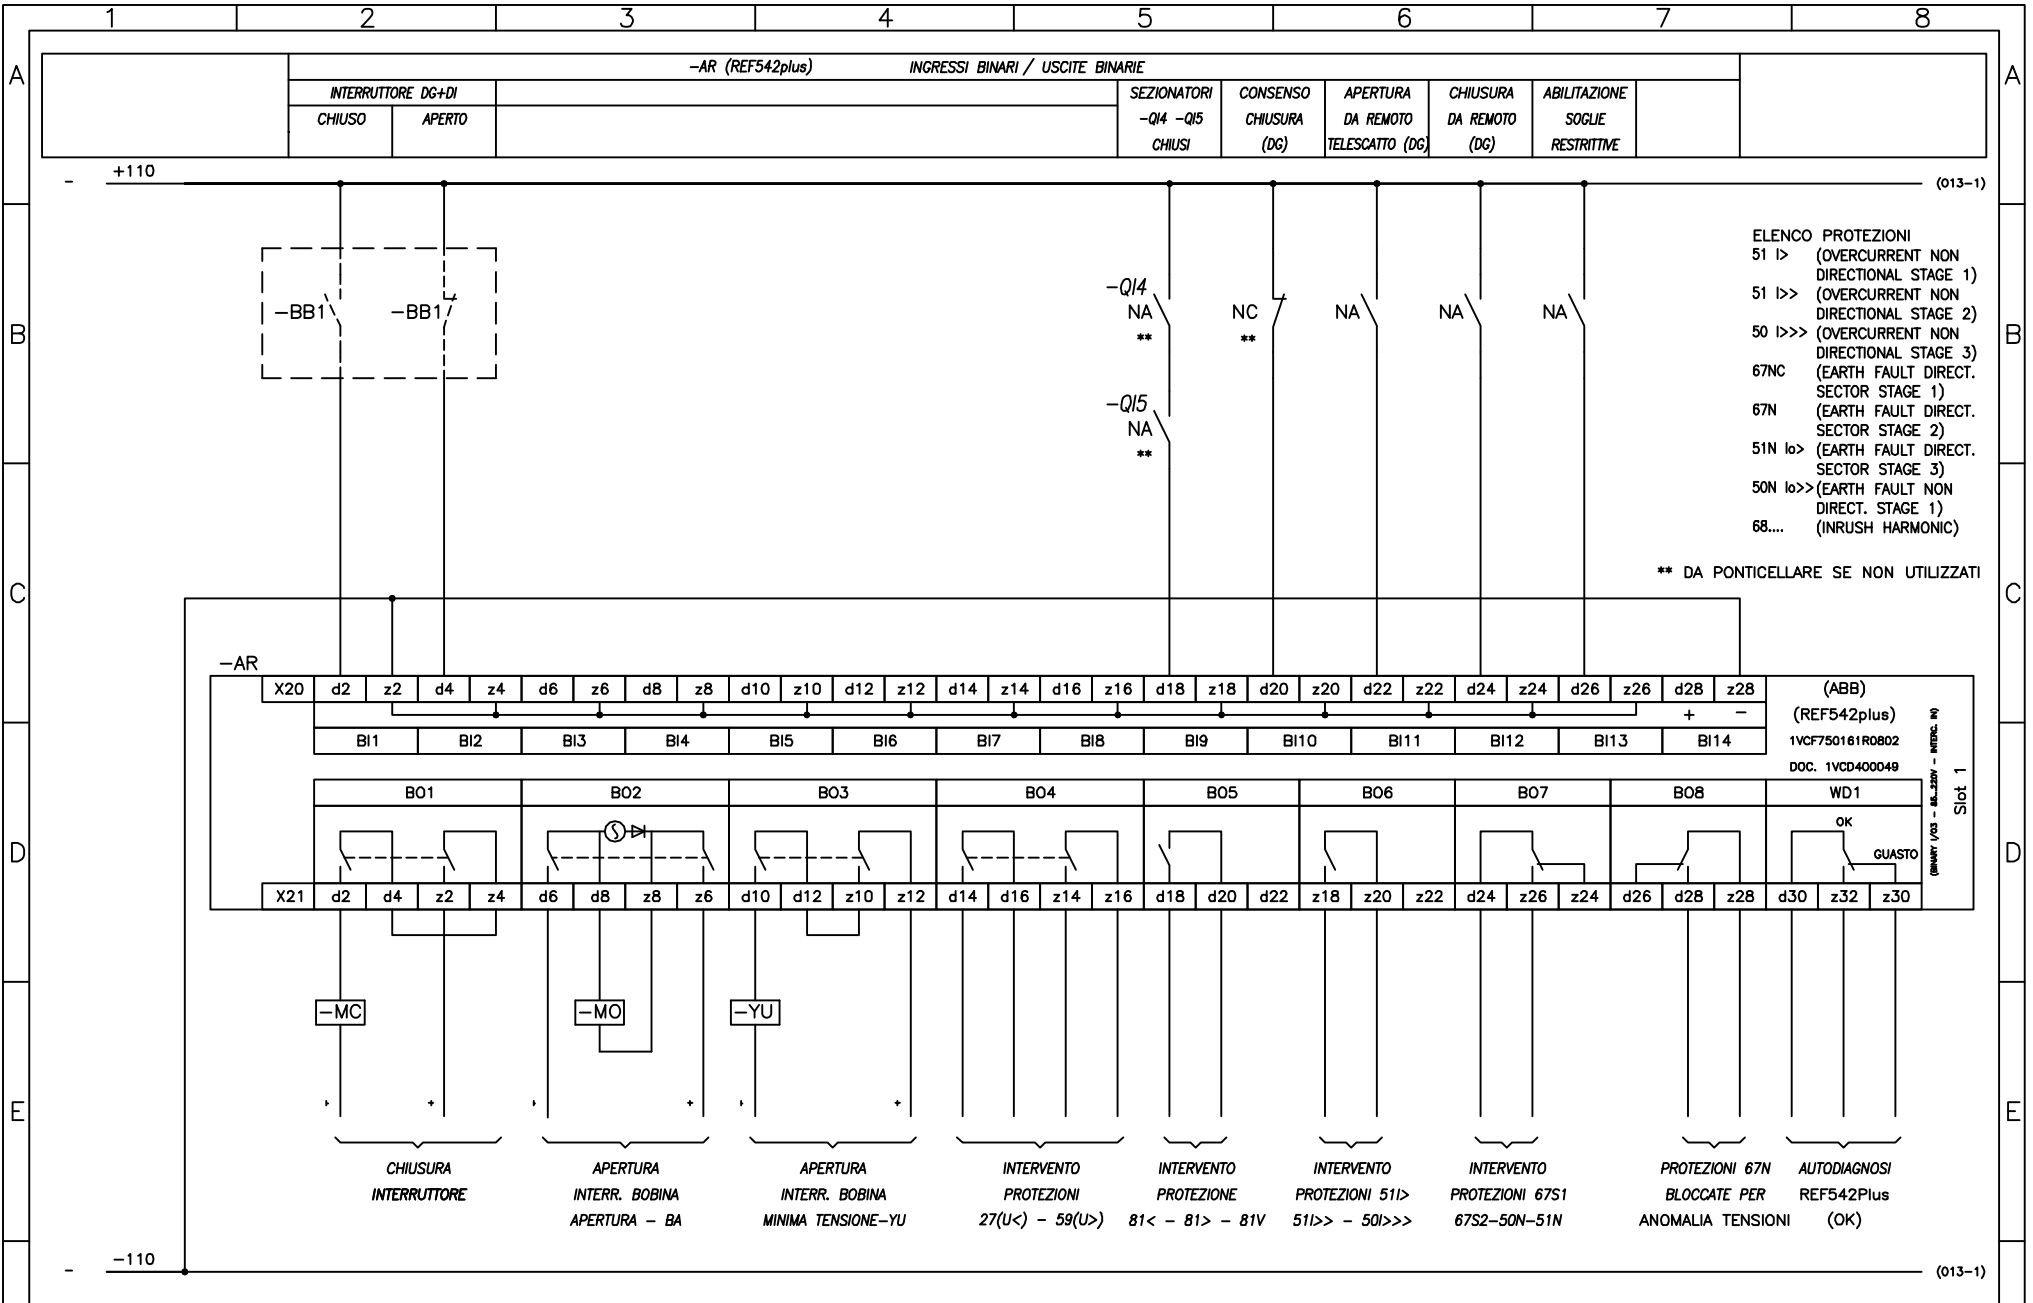 1 2 3 4 5 6 7 8
A A
-AR (REF542plus) INGRESSI BINARI / USCITE BINARIE
INTERRUTTORE DG+DI
CHIUSO APERTO
SEZIONATORI
-QI4 -QI5
CHIUSI
CONSENSO
CHIUSURA
(DG)
APERTURA
DA REMOTO
TELESCATTO (DG)
CHIUSURA
DA REMOTO
(DG)
ABILITAZIONE
SOGLIE
RESTRITTIVE
- +110 (013-1)
B B
-BB1 -BB1
-QI4
NA
**
NC
**
NA NA NA
-QI5
NA
**
ELENCO PROTEZIONI
51 I> (OVERCURRENT NON
DIRECTIONAL STAGE 1)
51 I>> (OVERCURRENT NON
DIRECTIONAL STAGE 2)
50 I>>> (OVERCURRENT NON
DIRECTIONAL STAGE 3)
67NC (EARTH FAULT DIRECT.
SECTOR STAGE 1)
67N (EARTH FAULT DIRECT.
SECTOR STAGE 2)
51N Io> (EARTH FAULT DIRECT.
SECTOR STAGE 3)
50N Io>> (EARTH FAULT NON
DIRECT. STAGE 1)
68.... (INRUSH HARMONIC)
** DA PONTICELLARE SE NON UTILIZZATI
C C
-AR
X20 d2 z2 d4 z4 d6 z6 d8 z8 d10 z10 d12 z12 d14 z14 d16 z16 d18 z18 d20 z20 d22 z22 d24 z24 d26 z26 d28 z28
+ -
BI1 BI2 BI3 BI4 BI5 BI6 BI7 BI8 BI9 BI10 BI11 BI12 BI13 BI14
(ABB)
(REF542plus)
1VCF750161R0802
DOC. 1VCD400049
(BINARY I/O3 - 85...220V - INTERC. IN)
Slot 1
BO1 BO2 BO3 BO4 BO5 BO6 BO7 BO8 WD1
OK
GUASTO
D D
X21 d2 d4 z2 z4 d6 d8 z8 z6 d10 d12 z10 z12 d14 d16 z14 z16 d18 d20 d22 z18 z20 z22 d24 z26 z24 d26 d28 z28 d30 z32 z30
-MC -MO -YU
E E
- + - + - +
CHIUSURA
INTERRUTTORE
APERTURA
INTERR. BOBINA
APERTURA - BA
APERTURA
INTERR. BOBINA
MINIMA TENSIONE-YU
INTERVENTO
PROTEZIONI
27(U<) - 59(U>)
INTERVENTO
PROTEZIONE
81< - 81> - 81V
INTERVENTO
PROTEZIONI 51I>
51I>> - 50I>>>
INTERVENTO
PROTEZIONI 67S1
67S2-50N-51N
PROTEZIONI 67N
BLOCCATE PER
ANOMALIA TENSIONI
AUTODIAGNOSI
REF542Plus
(OK)
- -110 (013-1)